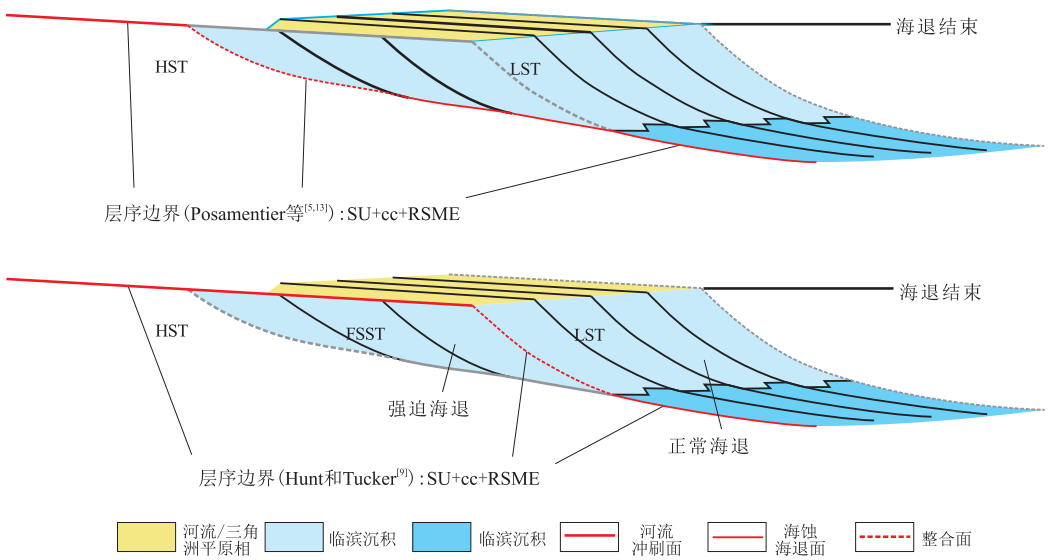 海退结束
HST
LST
层序边界(Posamentier等[5,13]):SU+cc+RSME
海退结束
HST
FSST
LST
强迫海退
正常海退
层序边界(Hunt和Tucker[9]):SU+cc+RSME
河流/三角
洲平原相
临滨沉积
临滨沉积
河流
冲刷面
海蚀
海退面
整合面